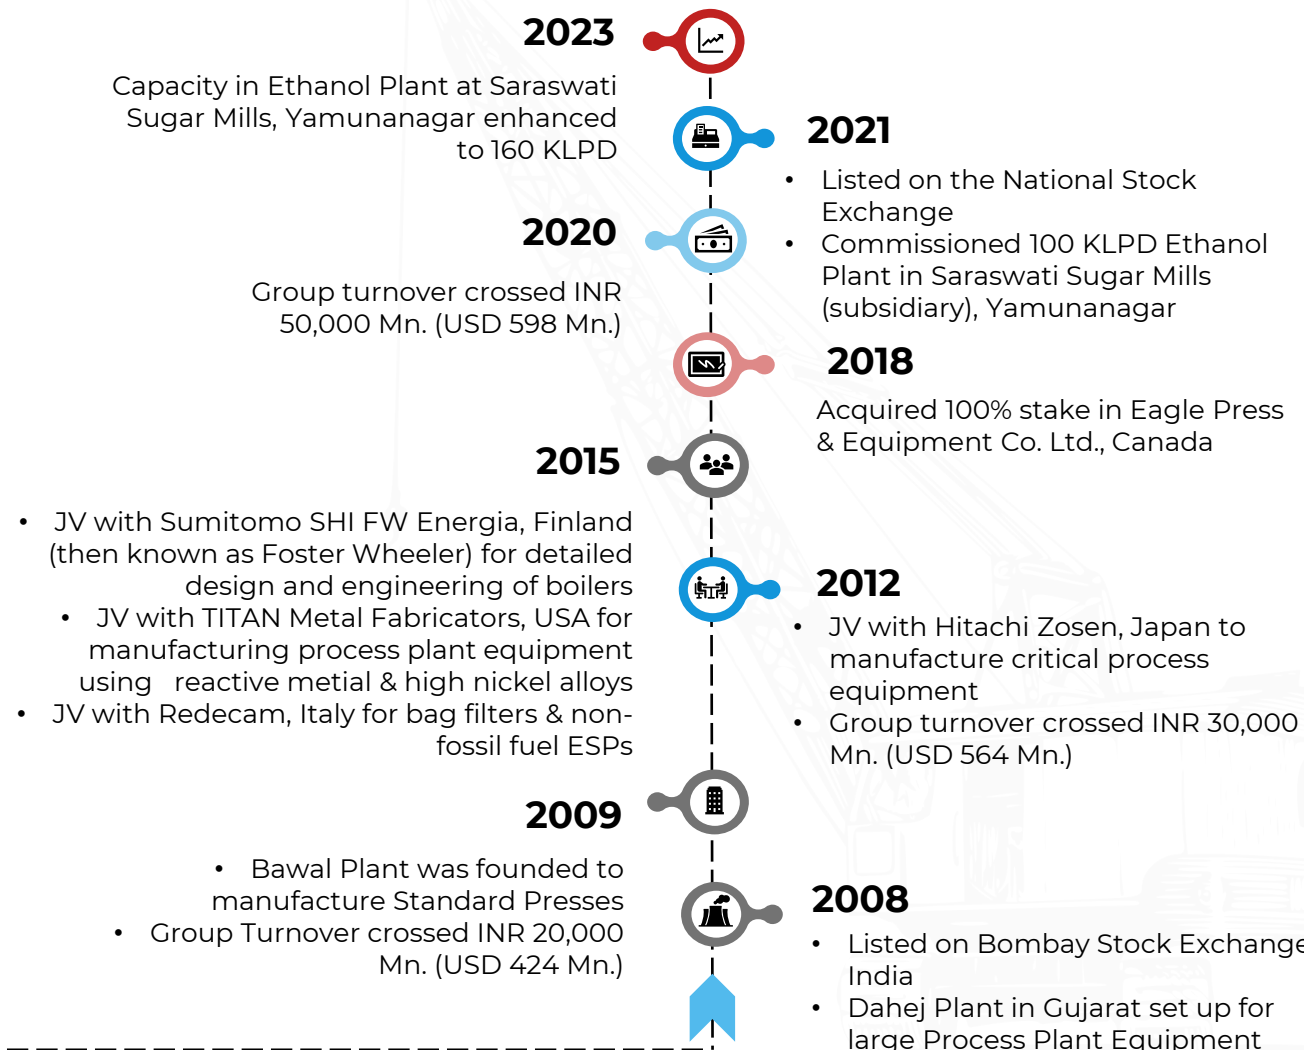 2023
Capacity in Ethanol Plant at Saraswati
Sugar Mills, Yamunanagar enhanced
to 160 KLPD
2021
• Listed on the National Stock
Exchange
• Commissioned 100 KLPD Ethanol
Plant in Saraswati Sugar Mills
(subsidiary), Yamunanagar
2020
Group turnover crossed INR
50,000 Mn. (USD 598 Mn.)
2018
Acquired 100% stake in Eagle Press
& Equipment Co. Ltd., Canada
2015
• JV with Sumitomo SHI FW Energia, Finland
(then known as Foster Wheeler) for detailed
design and engineering of boilers
• JV with TITAN Metal Fabricators, USA for
manufacturing process plant equipment
using reactive metial & high nickel alloys
• JV with Redecam, Italy for bag filters & non-
fossil fuel ESPs
2012
• JV with Hitachi Zosen, Japan to
manufacture critical process
equipment
• Group turnover crossed INR 30,000
Mn. (USD 564 Mn.)
2009
• Bawal Plant was founded to
manufacture Standard Presses
• Group Turnover crossed INR 20,000
Mn. (USD 424 Mn.)
2008
• Listed on Bombay Stock Exchange
India
• Dahej Plant in Gujarat set up for
large Process Plant Equipment